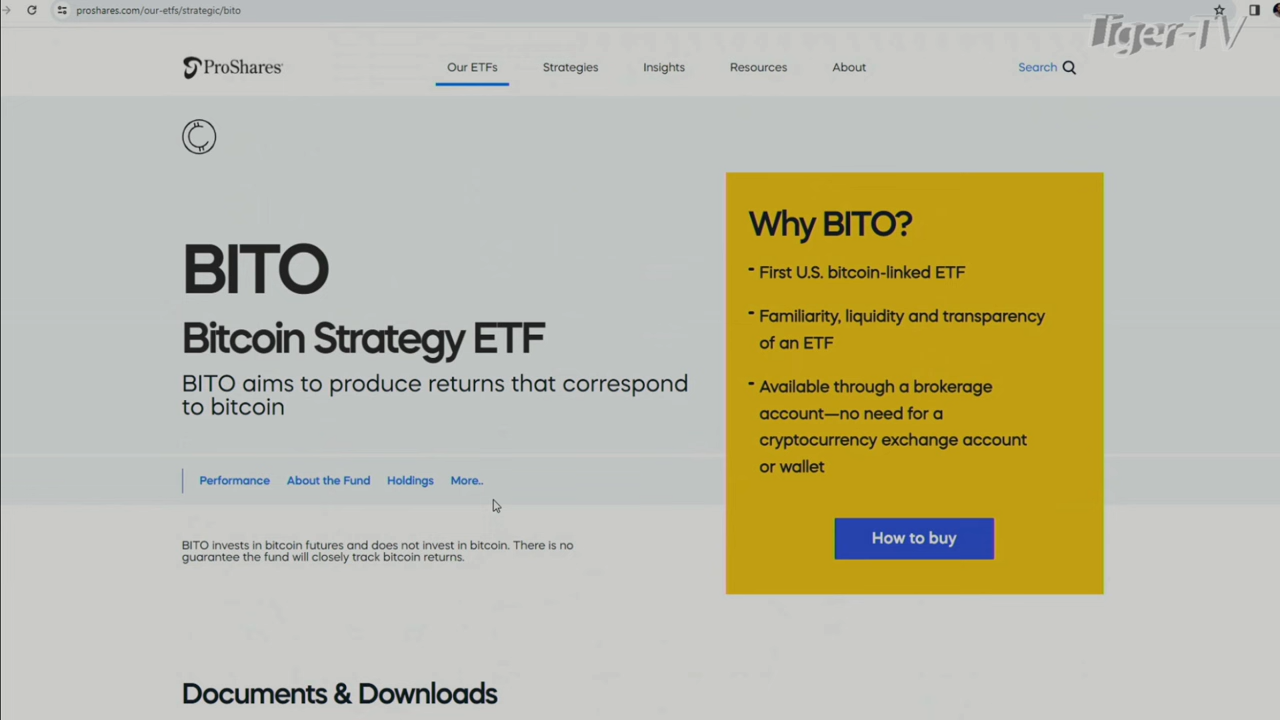 proshares.com/our-etfs/strategic/bito
Tiger-TV
ProShares
Our ETFs
Strategies
Insights
Resources
About
Search
BITO
Bitcoin Strategy ETF
BITO aims to produce returns that correspond
to bitcoin
Performance
About the Fund
Holdings
More..
BITO invests in bitcoin futures and does not invest in bitcoin. There is no
guarantee the fund will closely track bitcoin returns.
Why BITO?
- First U.S. bitcoin-linked ETF
- Familiarity, liquidity and transparency
of an ETF
- Available through a brokerage
account—no need for a
cryptocurrency exchange account
or wallet
How to buy
Documents & Downloads